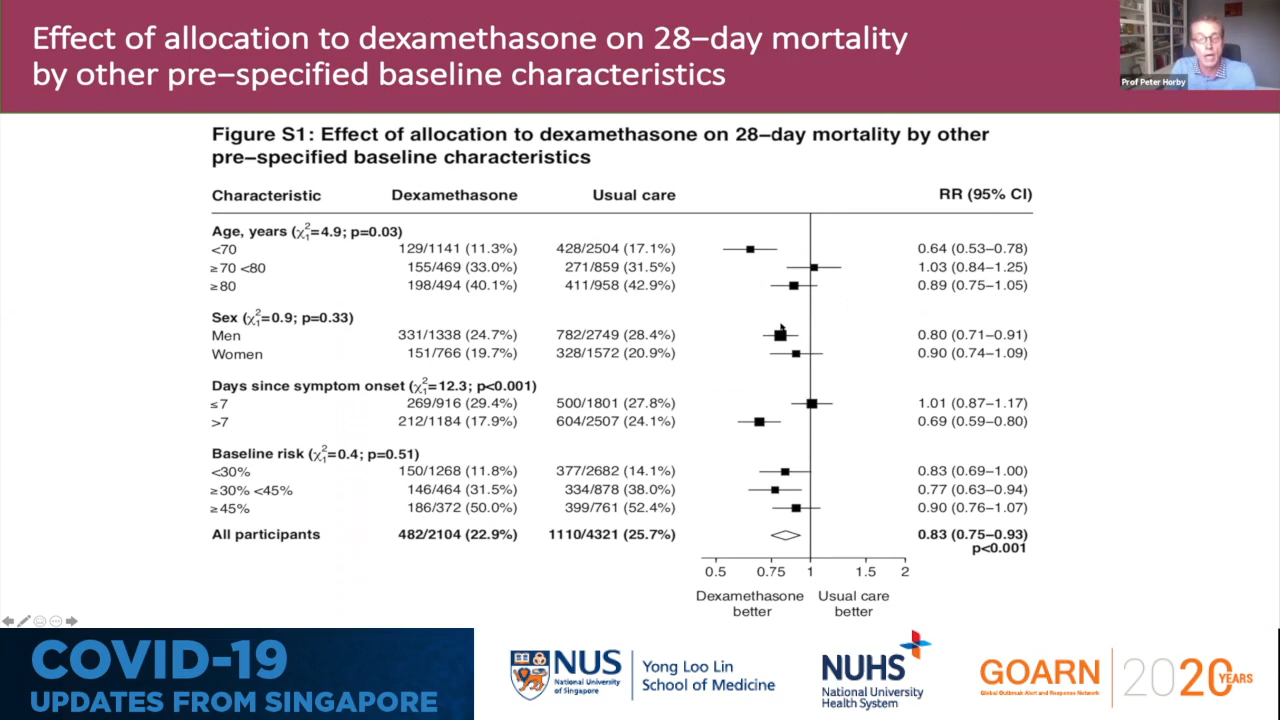 Effect of allocation to dexamethasone on 28–day mortality
by other pre–specified baseline characteristics
Prof Peter Horby
Figure S1: Effect of allocation to dexamethasone on 28–day mortality by other
pre–specified baseline characteristics
Characteristic Dexamethasone Usual care RR (95% CI)
Age, years (χ²₁=4.9; p=0.03)
<70 129/1141 (11.3%) 428/2504 (17.1%) 0.64 (0.53–0.78)
≥70 <80 155/469 (33.0%) 271/859 (31.5%) 1.03 (0.84–1.25)
≥80 198/494 (40.1%) 411/958 (42.9%) 0.89 (0.75–1.05)
Sex (χ²₁=0.9; p=0.33)
Men 331/1338 (24.7%) 782/2749 (28.4%) 0.80 (0.71–0.91)
Women 151/766 (19.7%) 328/1572 (20.9%) 0.90 (0.74–1.09)
Days since symptom onset (χ²₁=12.3; p<0.001)
≤7 269/916 (29.4%) 500/1801 (27.8%) 1.01 (0.87–1.17)
>7 212/1184 (17.9%) 604/2507 (24.1%) 0.69 (0.59–0.80)
Baseline risk (χ²₁=0.4; p=0.51)
<30% 150/1268 (11.8%) 377/2682 (14.1%) 0.83 (0.69–1.00)
≥30% <45% 146/464 (31.5%) 334/878 (38.0%) 0.77 (0.63–0.94)
≥45% 186/372 (50.0%) 399/761 (52.4%) 0.90 (0.76–1.07)
All participants 482/2104 (22.9%) 1110/4321 (25.7%) 0.83 (0.75–0.93)
p<0.001
0.5 0.75 1 1.5 2
Dexamethasone Usual care
better better
COVID-19
UPDATES FROM SINGAPORE
NUS
National University
of Singapore
Yong Loo Lin
School of Medicine
NUHS
National University
Health System
GOARN
Global Outbreak Alert and Response Network
2020 YEARS